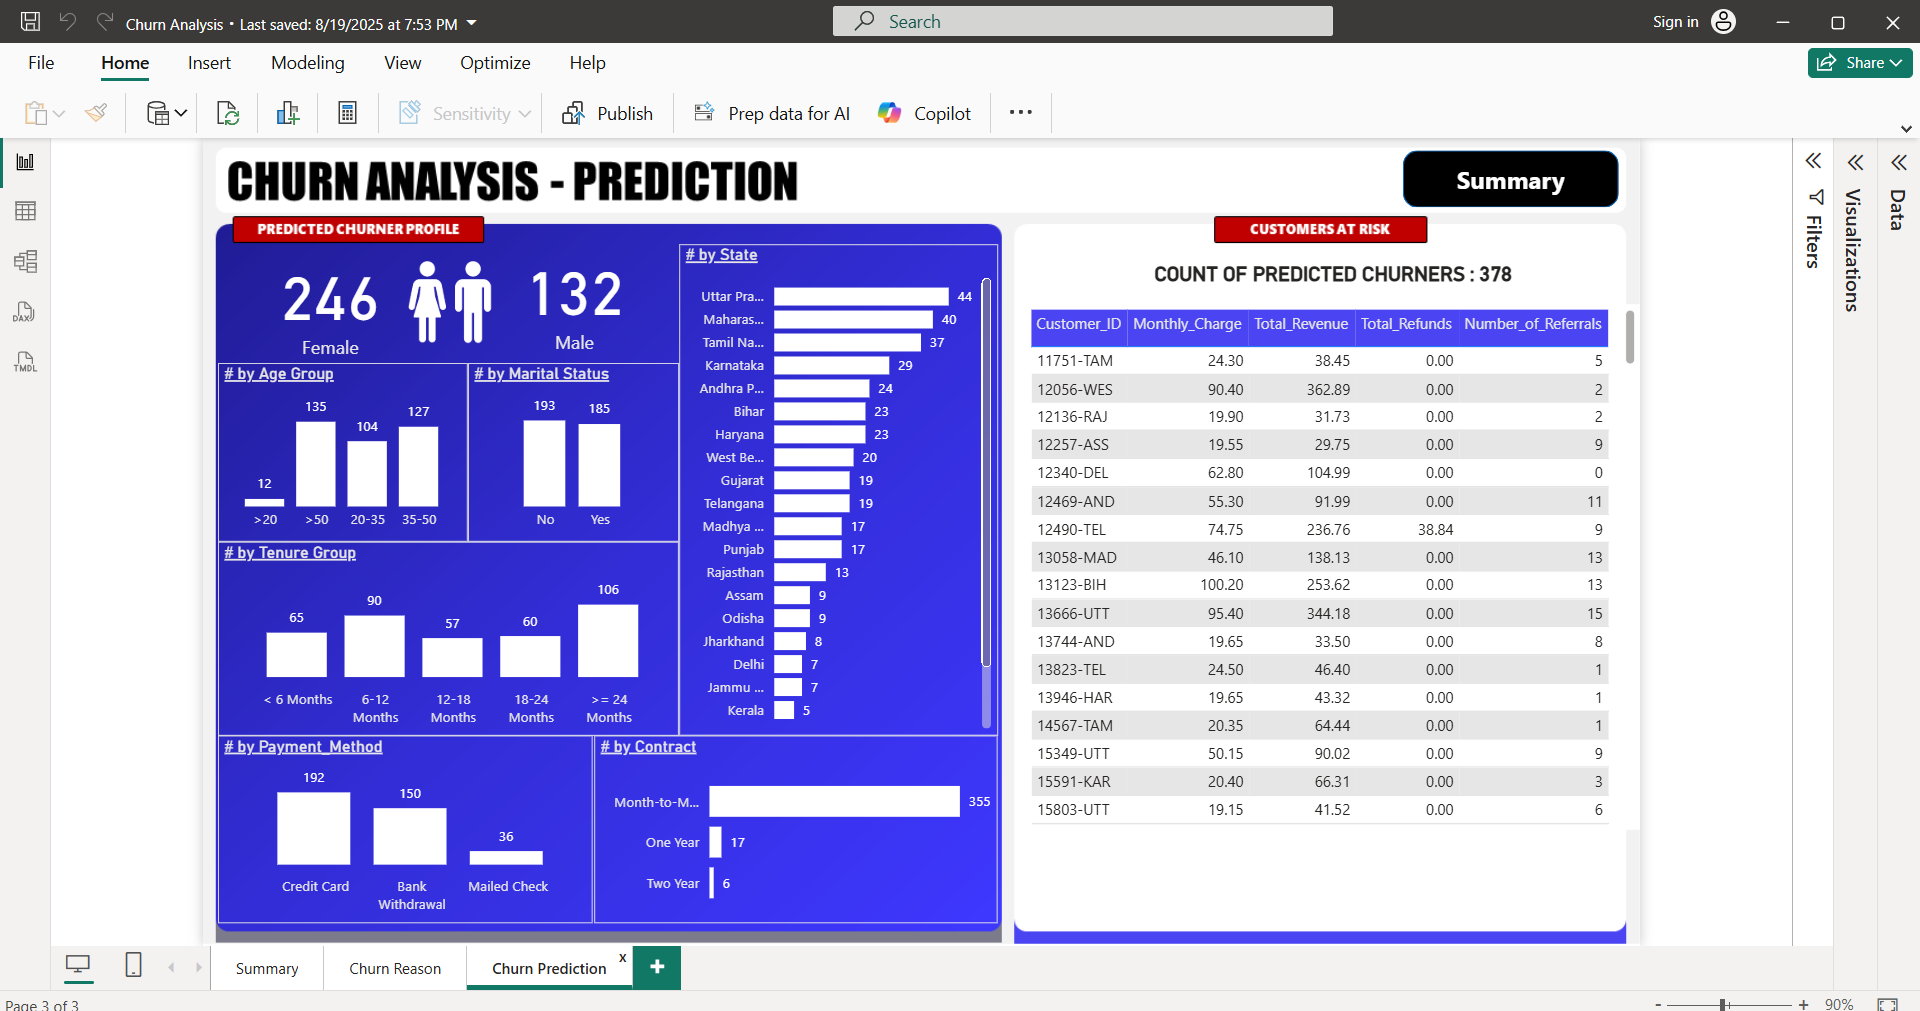 Churn Analysis • Last saved: 8/19/2025 at 7:53 PM
Search
Sign in
File Home Insert Modeling View Optimize Help
Share
Sensitivity
Publish
Prep data for AI
Copilot
DAX
TMDL
CHURN ANALYSIS - PREDICTION
Summary
PREDICTED CHURNER PROFILE
246
Female
132
Male
# by Age Group
135
104
127
12
>20 >50 20-35 35-50
# by Marital Status
193 185
No Yes
# by Tenure Group
65
90
57
60
106
< 6 Months
6-12 Months
12-18 Months
18-24 Months
>= 24 Months
# by State
Uttar Pra... 44
Maharas... 40
Tamil Na... 37
Karnataka 29
Andhra P... 24
Bihar 23
Haryana 23
West Be... 20
Gujarat 19
Telangana 19
Madhya ... 17
Punjab 17
Rajasthan 13
Assam 9
Odisha 9
Jharkhand 8
Delhi 7
Jammu ... 7
Kerala 5
# by Payment_Method
192
150
36
Credit Card
Bank Withdrawal
Mailed Check
# by Contract
Month-to-M... 355
One Year 17
Two Year 6
CUSTOMERS AT RISK
COUNT OF PREDICTED CHURNERS : 378
Customer_ID Monthly_Charge Total_Revenue Total_Refunds Number_of_Referrals
11751-TAM 24.30 38.45 0.00 5
12056-WES 90.40 362.89 0.00 2
12136-RAJ 19.90 31.73 0.00 2
12257-ASS 19.55 29.75 0.00 9
12340-DEL 62.80 104.99 0.00 0
12469-AND 55.30 91.99 0.00 11
12490-TEL 74.75 236.76 38.84 9
13058-MAD 46.10 138.13 0.00 13
13123-BIH 100.20 253.62 0.00 13
13666-UTT 95.40 344.18 0.00 15
13744-AND 19.65 33.50 0.00 8
13823-TEL 24.50 46.40 0.00 1
13946-HAR 19.65 43.32 0.00 1
14567-TAM 20.35 64.44 0.00 1
15349-UTT 50.15 90.02 0.00 9
15591-KAR 20.40 66.31 0.00 3
15803-UTT 19.15 41.52 0.00 6
Filters
Visualizations
Data
Summary
Churn Reason
Churn Prediction
x
Page 3 of 3
- + 90%